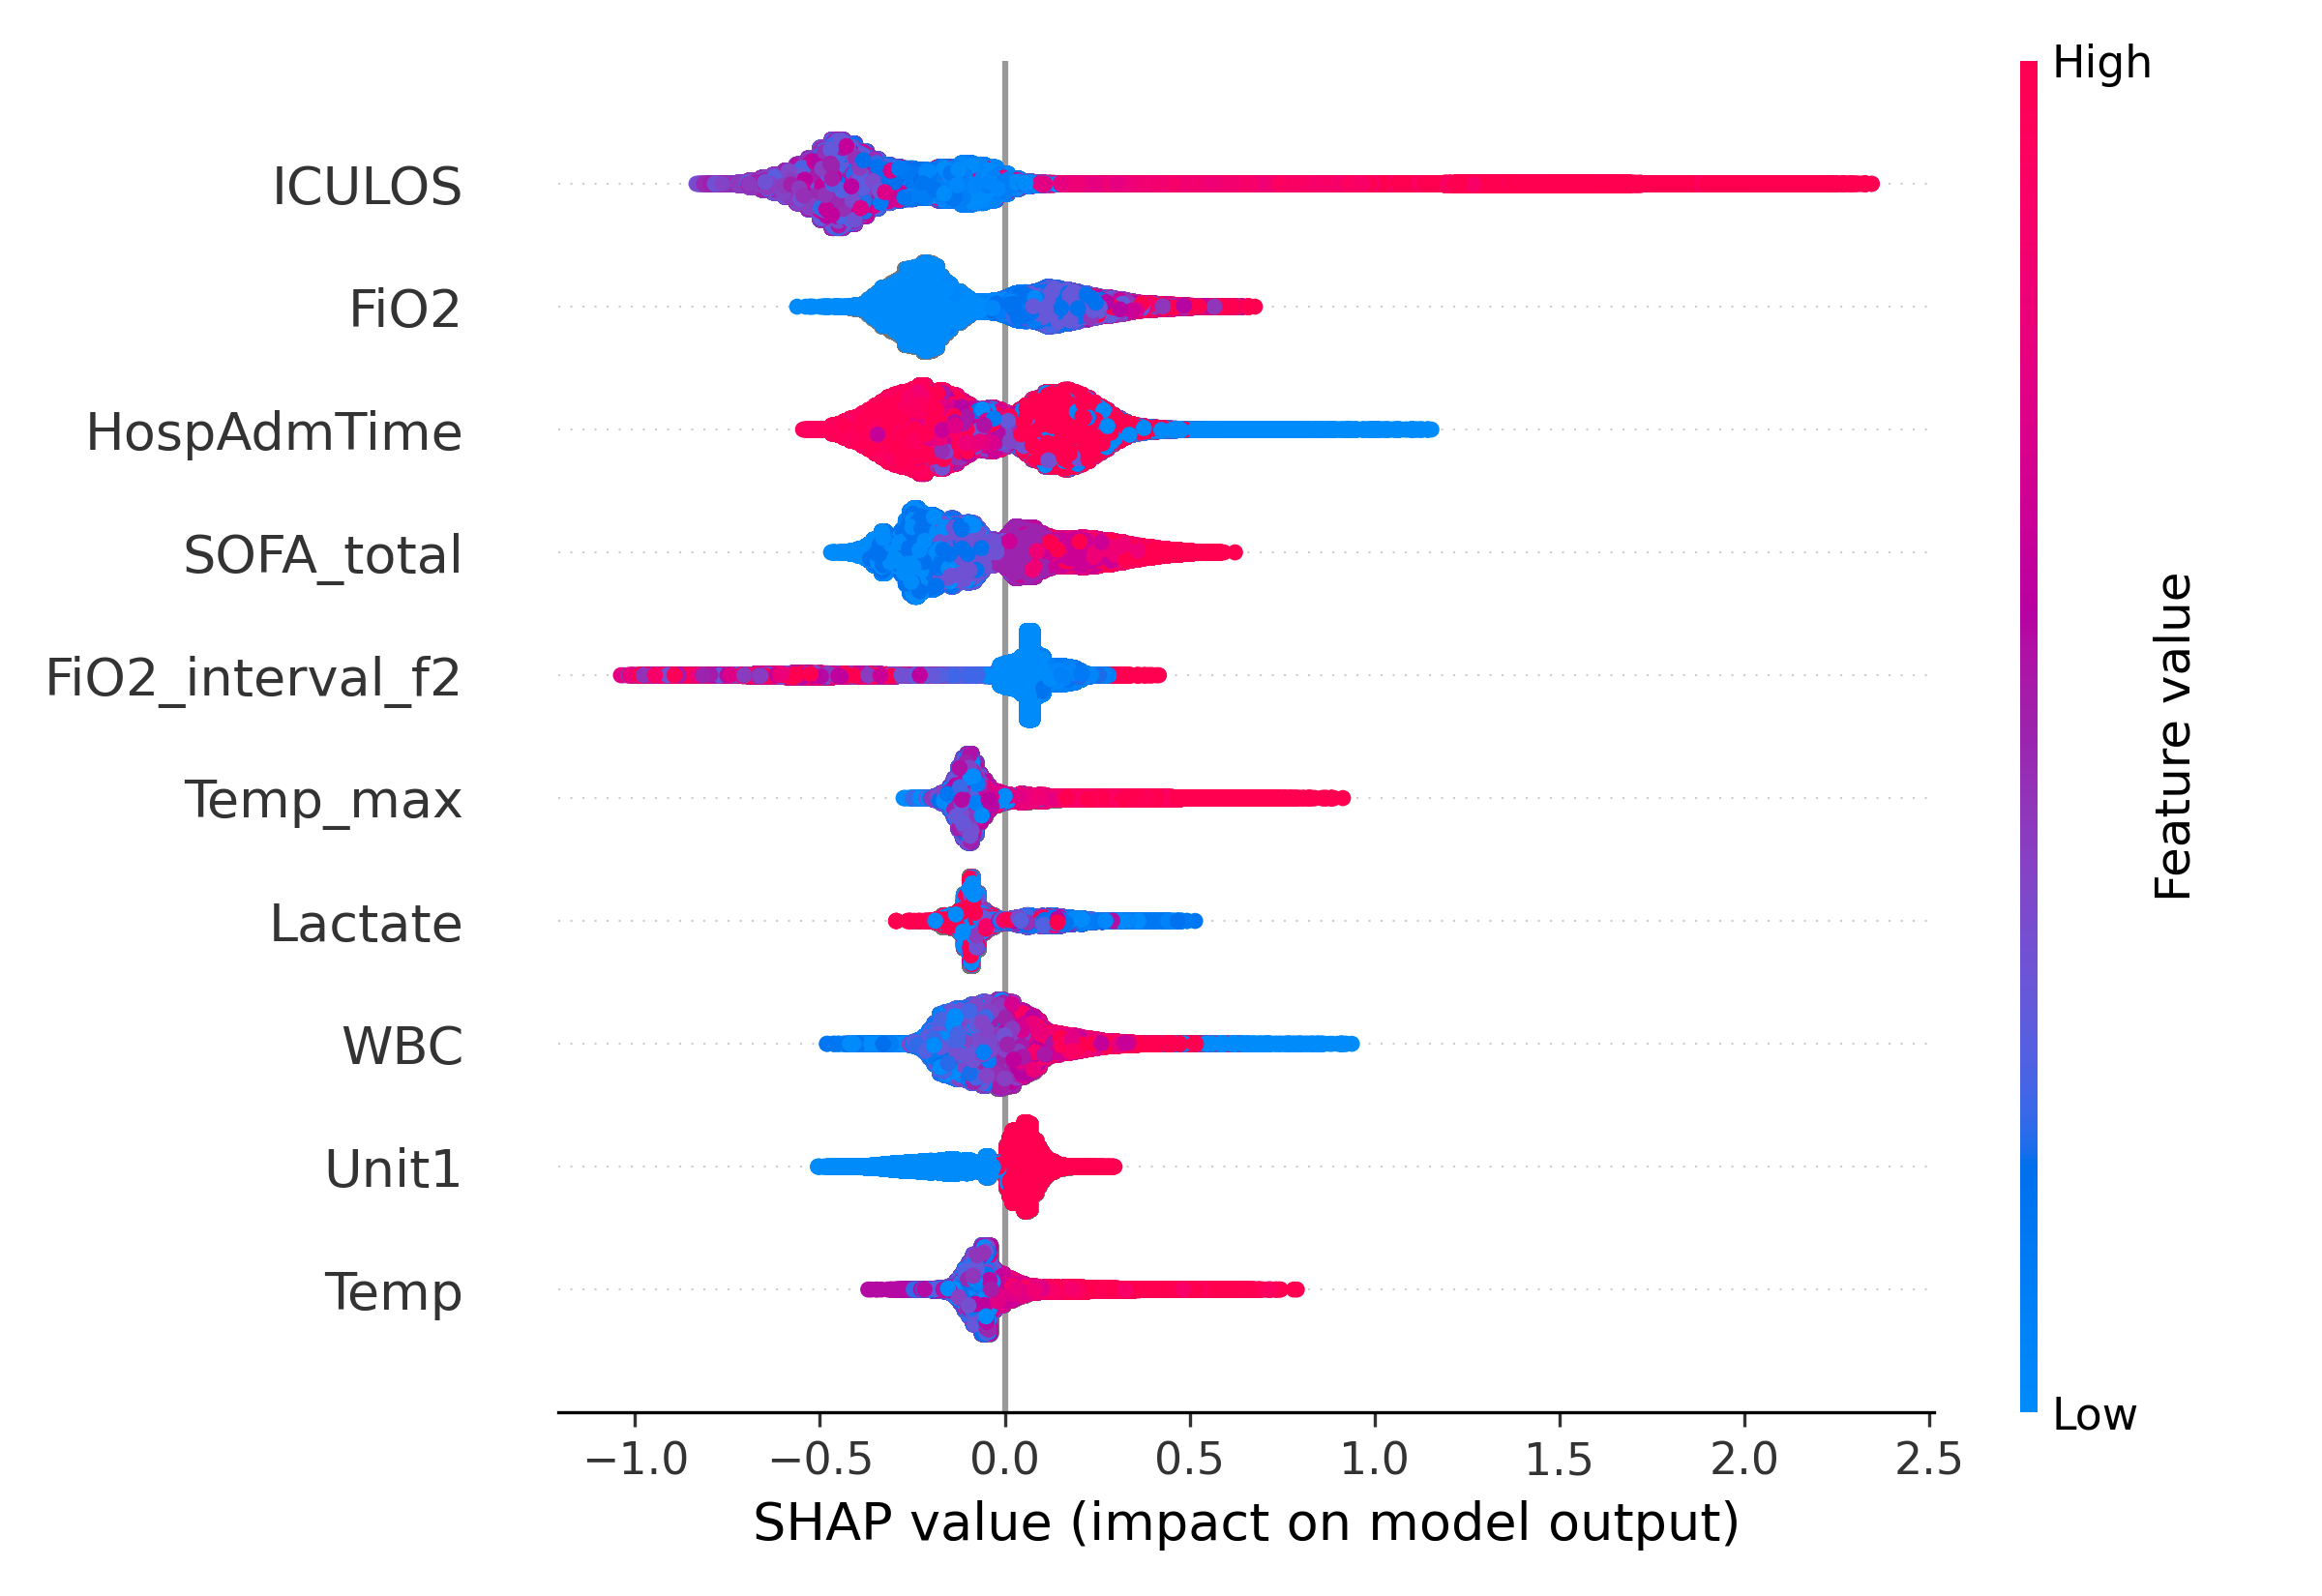 High
ICULOS
FiO2
HospAdmTime
SOFA_total
FiO2_interval_f2
Temp_max
Lactate
WBC
Unit1
Temp
Feature value
Low
−1.0 −0.5 0.0 0.5 1.0 1.5 2.0 2.5
SHAP value (impact on model output)